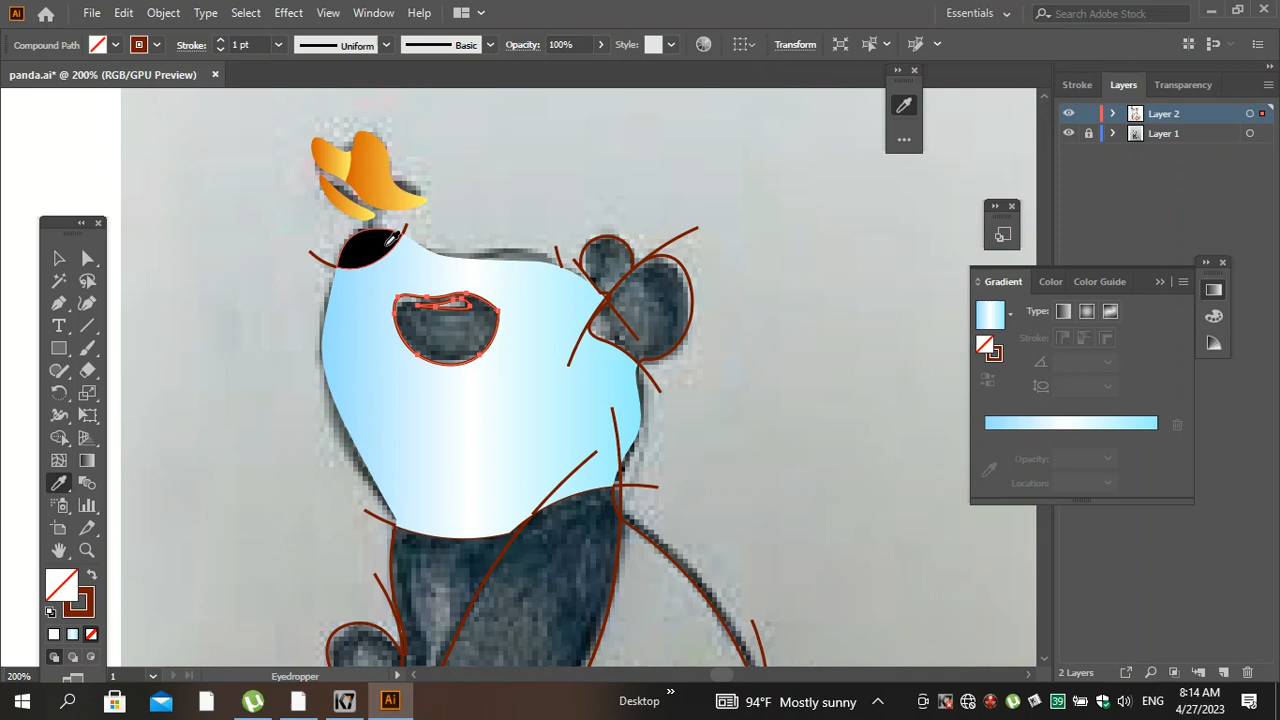 Ai File Edit Object Type Select Effect View Window Help Essentials Search Adobe Stock
Compound Path Stroke: 1 pt Uniform Basic Opacity: 100% Style: Transform
panda.ai* @ 200% (RGB/GPU Preview)
Stroke Layers Transparency
Layer 2
Layer 1
Gradient Color Color Guide
Type:
Stroke:
Opacity:
Location:
200% 1 Eyedropper 2 Layers
K7 Ai Desktop 94°F Mostly sunny 39 ENG 8:14 AM
4/27/2023